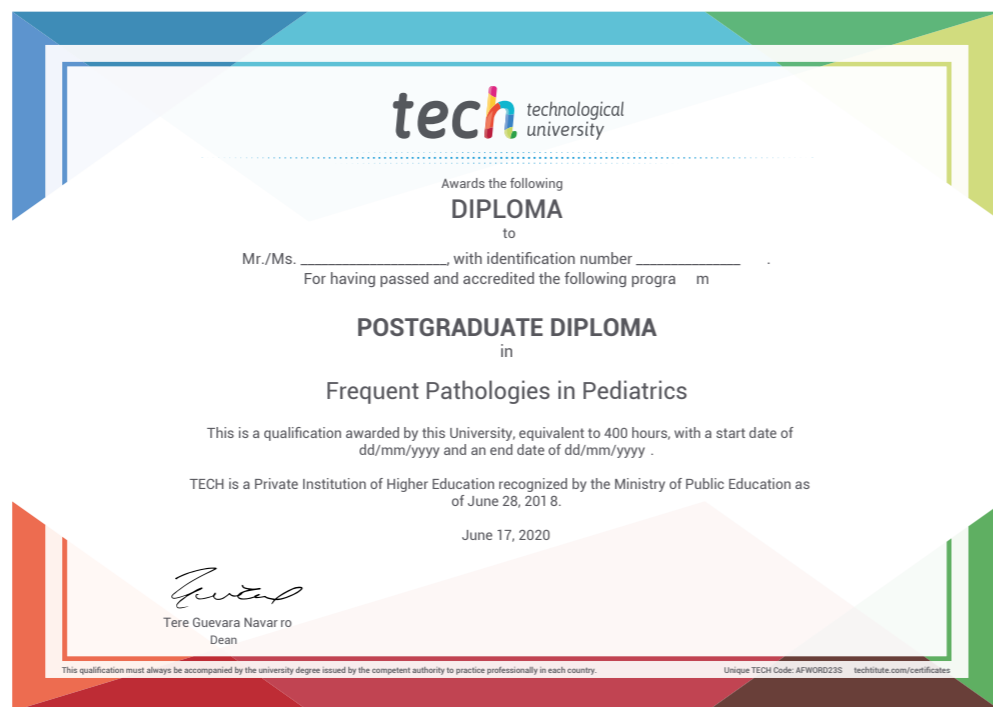 tech technological
university
Awards the following
DIPLOMA
to
Mr./Ms. _____________________, with identification number _______________ .
For having passed and accredited the following progra m
POSTGRADUATE DIPLOMA
in
Frequent Pathologies in Pediatrics
This is a qualification awarded by this University, equivalent to 400 hours, with a start date of
dd/mm/yyyy and an end date of dd/mm/yyyy .
TECH is a Private Institution of Higher Education recognized by the Ministry of Public Education as
of June 28, 201 8.
June 17, 2020
Tere Guevara Navar ro
Dean
This qualification must always be accompanied by the university degree issued by the competent authority to practice professionally in each country.
Unique TECH Code: AFWORD23S techtitute.com/certificates